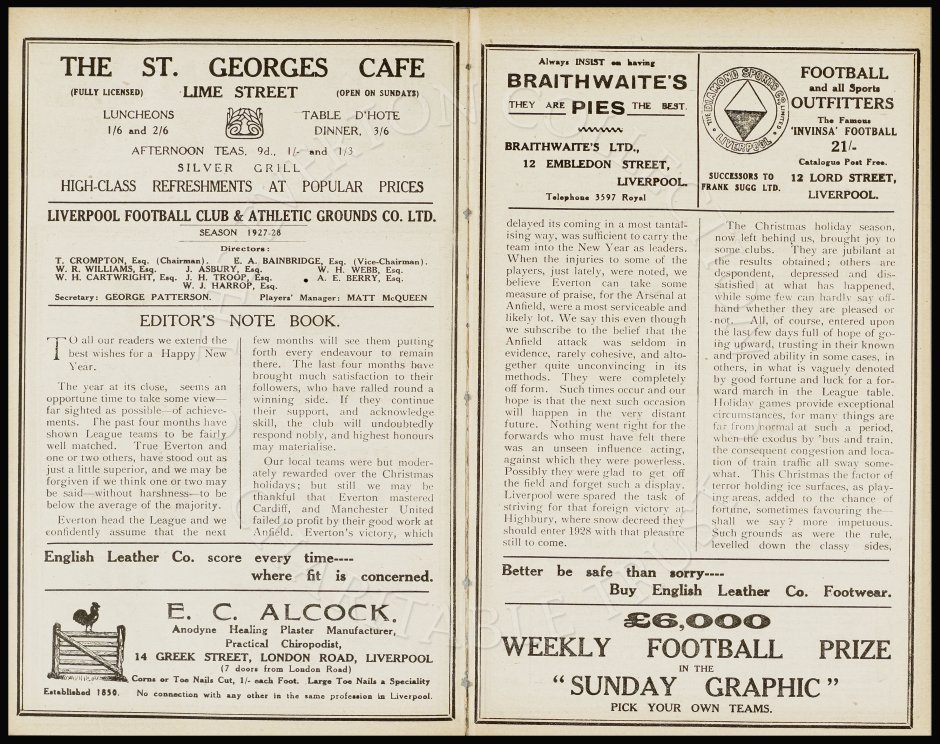 THE ST. GEORGES CAFE
(FULLY LICENSED) LIME STREET (OPEN ON SUNDAYS)
LUNCHEONS
1/6 and 2/6
TABLE D'HOTE
DINNER, 3/6
AFTERNOON TEAS, 9d., 1/- and 1/3
SILVER GRILL
HIGH-CLASS REFRESHMENTS AT POPULAR PRICES
LIVERPOOL FOOTBALL CLUB & ATHLETIC GROUNDS CO. LTD.
SEASON 1927-28
Directors:
T. CROMPTON, Esq. (Chairman). E. A. BAINBRIDGE, Esq. (Vice-Chairman).
W. R. WILLIAMS, Esq. J. ASBURY, Esq. W. H. WEBB, Esq.
W. H. CARTWRIGHT, Esq. J. H. TROOP, Esq. A. E. BERRY, Esq.
W. J. HARROP, Esq.
Secretary: GEORGE PATTERSON. Players' Manager: MATT McQUEEN
EDITOR'S NOTE BOOK.
TO all our readers we extend the
best wishes for a Happy New
Year.
The year at its close, seems an
opportune time to take some view—
far sighted as possible—of achieve-
ments. The past four months have
shown League teams to be fairly
well matched. True Everton and
one or two others, have stood out as
just a little superior, and we may be
forgiven if we think one or two may
be said—without harshness—to be
below the average of the majority.
Everton head the League and we
confidently assume that the next
few months will see them putting
forth every endeavour to remain
there. The last four months have
brought much satisfaction to their
followers, who have ralled round a
winning side. If they continue
their support, and acknowledge
skill, the club will undoubtedly
respond nobly, and highest honours
may materialise.
Our local teams were but moder-
ately rewarded over the Christmas
holidays; but still we may be
thankful that Everton mastered
Cardiff, and Manchester United
failed to profit by their good work at
Anfield. Everton's victory, which
English Leather Co. score every time----
where fit is concerned.
E. C. ALCOCK.
Anodyne Healing Plaster Manufacturer,
Practical Chiropodist,
14 GREEK STREET, LONDON ROAD, LIVERPOOL
(7 doors from London Road)
Corns or Toe Nails Cut, 1/- each Foot. Large Toe Nails a Speciality
Established 1850. No connection with any other in the same profession in Liverpool.
Always INSIST on having
BRAITHWAITE'S
THEY ARE PIES THE BEST.
BRAITHWAITE'S LTD.,
12 EMBLEDON STREET,
LIVERPOOL.
Telephone 3597 Royal
THE DIAMOND SPORTS CO LIMITED.
LIVERPOOL
SUCCESSORS TO
FRANK SUGG LTD.
FOOTBALL
and all Sports
OUTFITTERS
The Famous
'INVINSA' FOOTBALL
21/-
Catalogue Post Free.
12 LORD STREET,
LIVERPOOL.
delayed its coming in a most tantal-
ising way, was sufficient to carry the
team into the New Year as leaders.
When the injuries to some of the
players, just lately, were noted, we
believe Everton can take some
measure of praise, for the Arsenal at
Anfield, were a most serviceable and
likely lot. We say this even though
we subscribe to the belief that the
Anfield attack was seldom in
evidence, rarely cohesive, and alto-
gether quite unconvincing in its
methods. They were completely
off form. Such times occur and our
hope is that the next such occasion
will happen in the very distant
future. Nothing went right for the
forwards who must have felt there
was an unseen influence acting,
against which they were powerless.
Possibly they were glad to get off
the field and forget such a display.
Liverpool were spared the task of
striving for that foreign victory at
Highbury, where snow decreed they
should enter 1928 with that pleasure
still to come.
The Christmas holiday season,
now left behind us, brought joy to
some clubs. They are jubilant at
the results obtained; others are
despondent, depressed and dis-
satisfied at what has happened,
while some few can hardly say off-
hand whether they are pleased or
not. All, of course, entered upon
the last few days full of hope of go-
ing upward, trusting in their known
and proved ability in some cases, in
others, in what is vaguely denoted
by good fortune and luck for a for-
ward march in the League table.
Holiday games provide exceptional
circumstances, for many things are
far from normal at such a period,
when the exodus by 'bus and train,
the consequent congestion and loca-
tion of train traffic all sway some-
what. This Christmas the factor of
terror holding ice surfaces, as play-
ing areas, added to the chance of
fortune, sometimes favouring the—
shall we say? more impetuous.
Such grounds as were the rule,
levelled down the classy sides,
Better be safe than sorry----
Buy English Leather Co. Footwear.
£6,000
WEEKLY FOOTBALL PRIZE
IN THE
"SUNDAY GRAPHIC"
PICK YOUR OWN TEAMS.